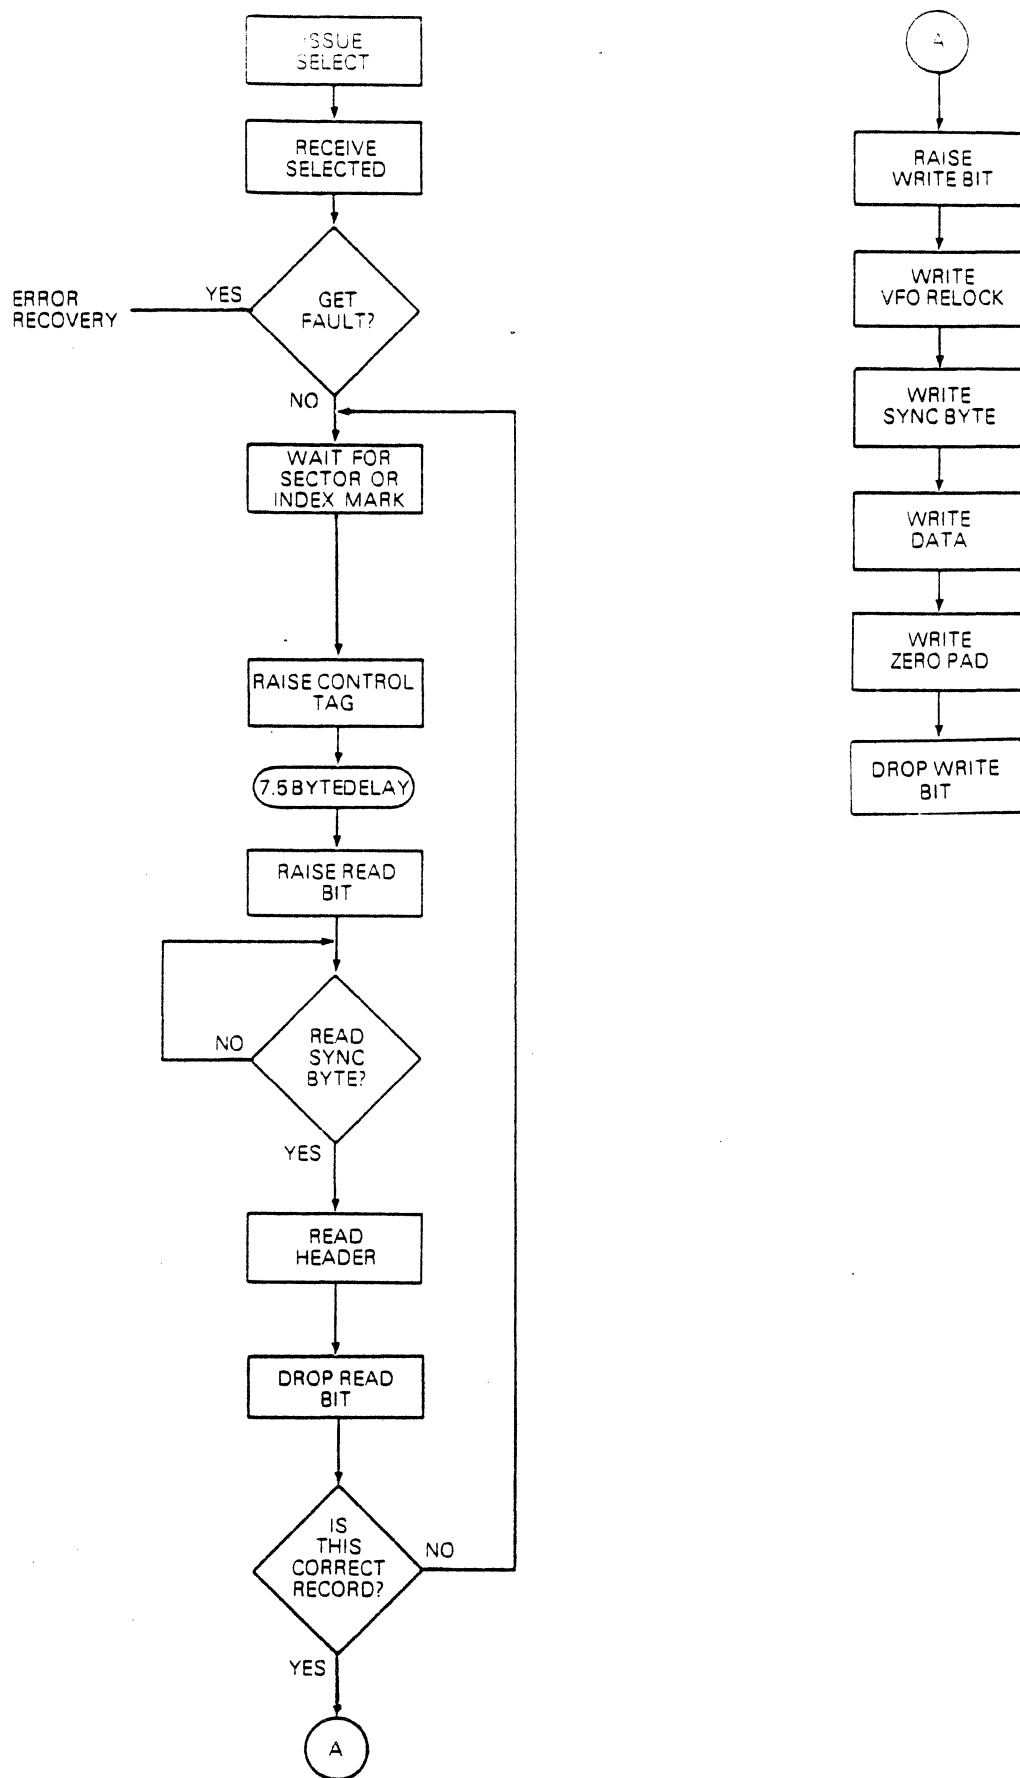 ISSUE
SELECT
RECEIVE
SELECTED
YES
ERROR
RECOVERY
GET
FAULT?
NO
WAIT FOR
SECTOR OR
INDEX MARK
RAISE CONTROL
TAG
7.5 BYTE DELAY
RAISE READ
BIT
NO
READ
SYNC
BYTE?
YES
READ
HEADER
DROP READ
BIT
IS
THIS
CORRECT
RECORD?
NO
YES
A
A
RAISE
WRITE BIT
WRITE
VFO RELOCK
WRITE
SYNC BYTE
WRITE
DATA
WRITE
ZERO PAD
DROP WRITE
BIT